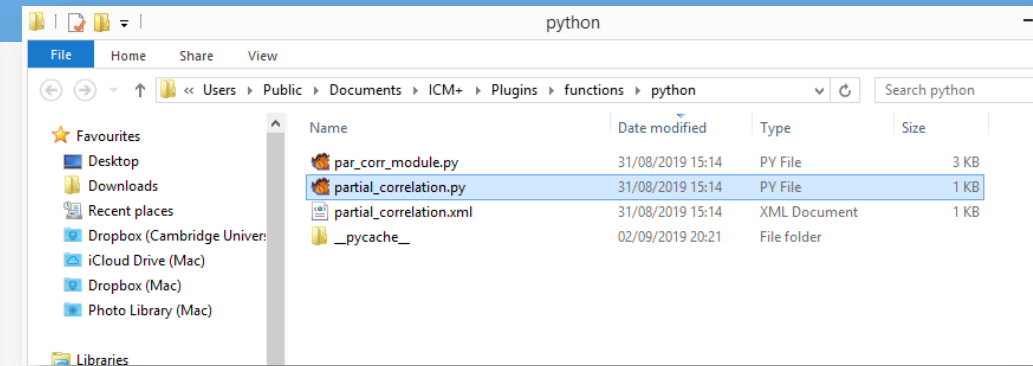 python
File Home Share View
« Users Public Documents ICM+ Plugins functions python Search python
Name Date modified Type Size
Favourites
Desktop
Downloads
Recent places
Dropbox (Cambridge Univer:
iCloud Drive (Mac)
Dropbox (Mac)
Photo Library (Mac)
Libraries
par_corr_module.py 31/08/2019 15:14 PY File 3 KB
partial_correlation.py 31/08/2019 15:14 PY File 1 KB
partial_correlation.xml 31/08/2019 15:14 XML Document 1 KB
__pycache__ 02/09/2019 20:21 File folder